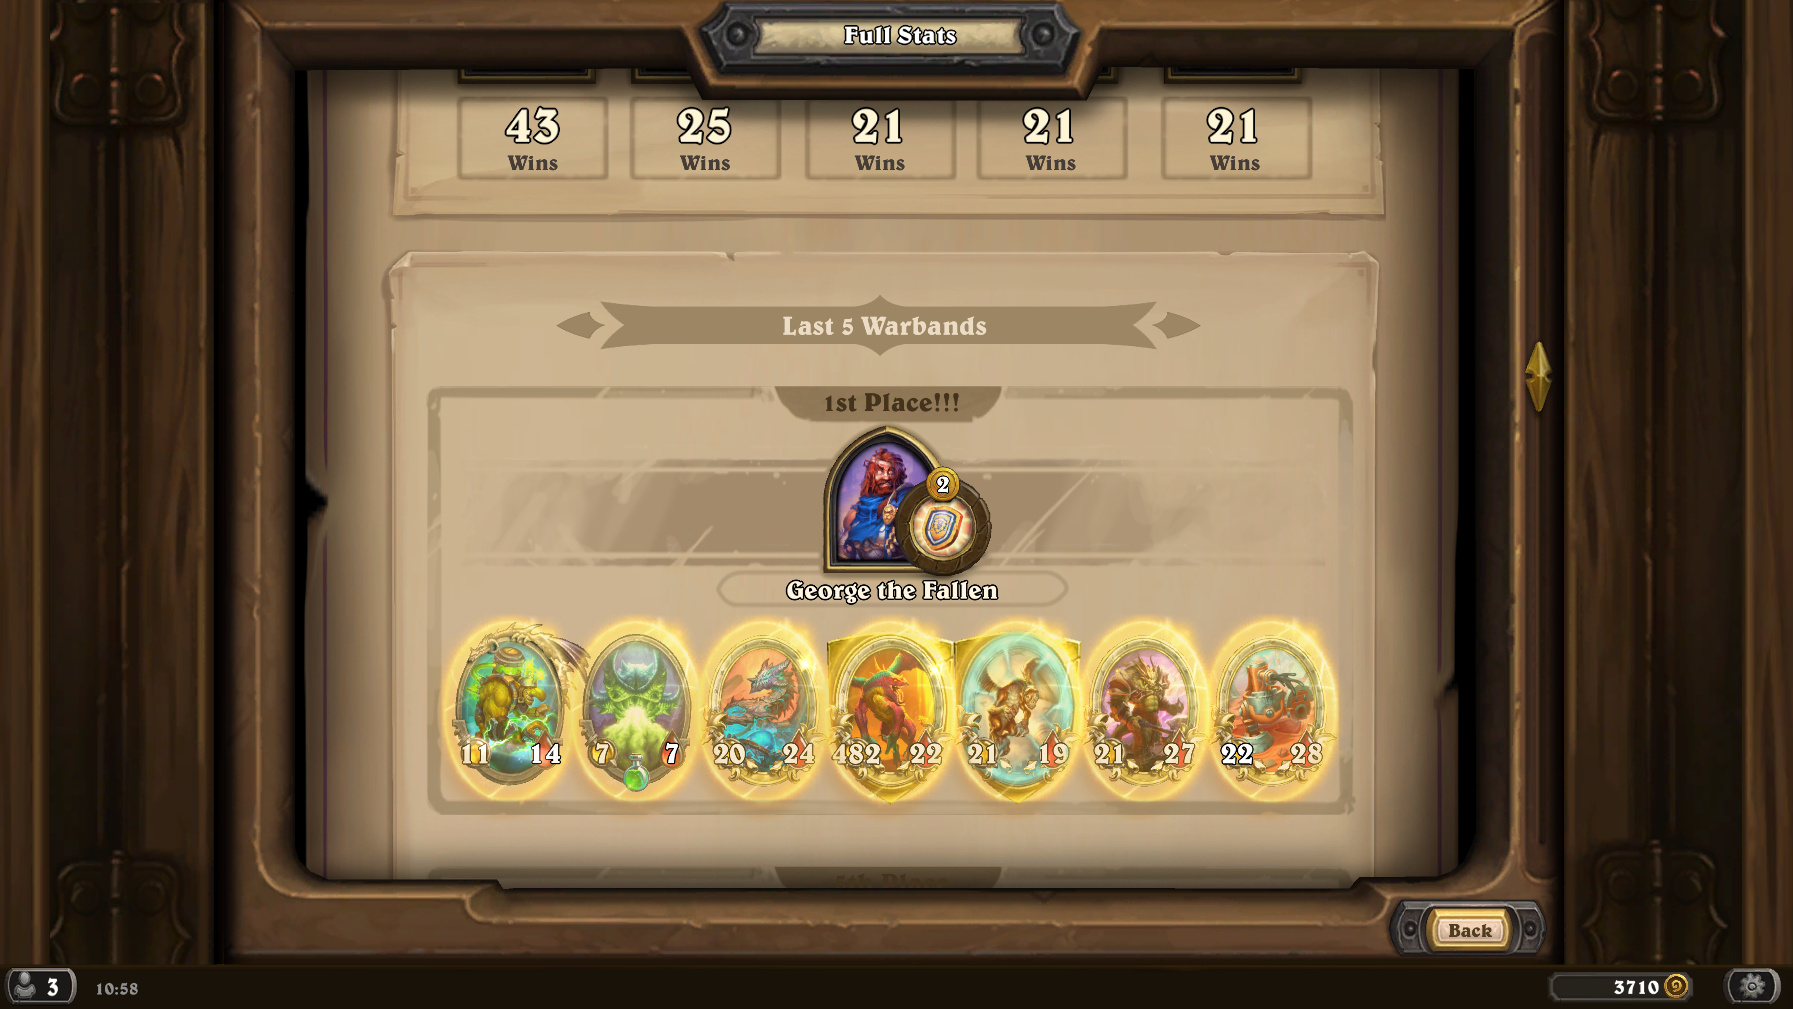 Full Stats
43 25 21 21 21
Wins Wins Wins Wins Wins
Last 5 Warbands
1st Place!!!
2
George the Fallen
11 14 7 7 20 24 482 22 21 19 21 27 22 28
Back
3 10:58 3710